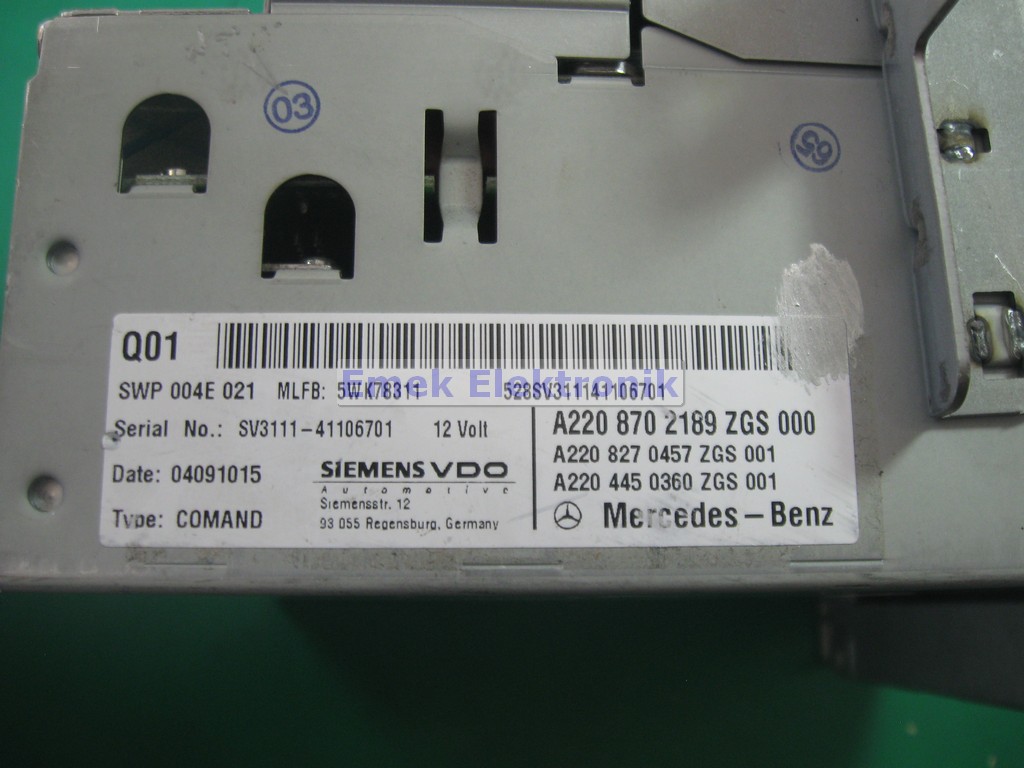 03
65
Q01
Emek Elektronik
SWP 004E 021 MLFB: 5WK78311 528SV311141106701
Serial No.: SV3111-41106701 12 Volt
A220 870 2189 ZGS 000
Date: 04091015
SIEMENS VDO
A220 827 0457 ZGS 001
Automotive
A220 445 0360 ZGS 001
Siemensstr. 12
Type: COMAND
93 055 Regensburg, Germany
Mercedes-Benz